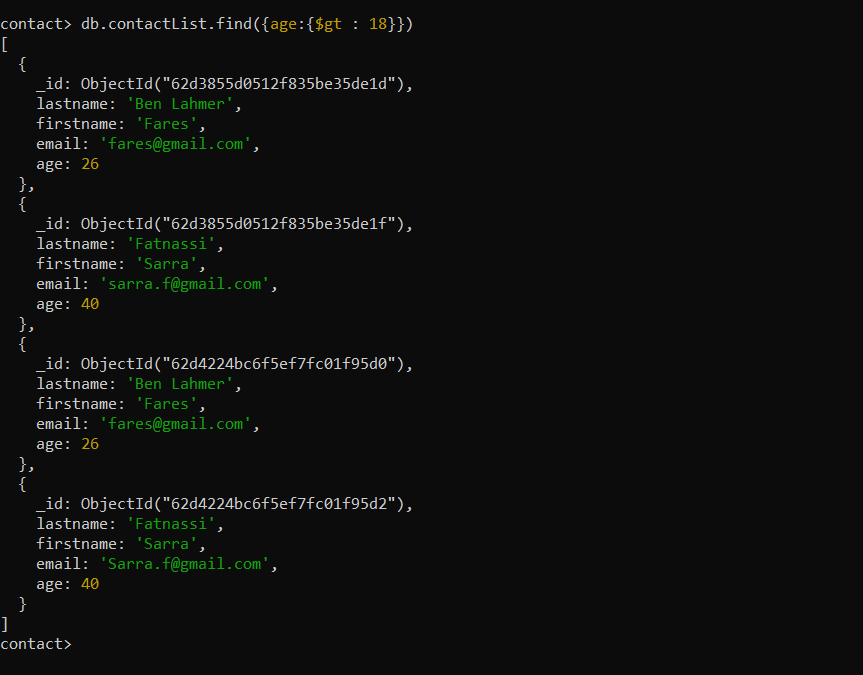 contact> db.contactList.find({age:{$gt : 18}})
[
  {
    _id: ObjectId("62d3855d0512f835be35de1d"),
    lastname: 'Ben Lahmer',
    firstname: 'Fares',
    email: 'fares@gmail.com',
    age: 26
  },
  {
    _id: ObjectId("62d3855d0512f835be35de1f"),
    lastname: 'Fatnassi',
    firstname: 'Sarra',
    email: 'sarra.f@gmail.com',
    age: 40
  },
  {
    _id: ObjectId("62d4224bc6f5ef7fc01f95d0"),
    lastname: 'Ben Lahmer',
    firstname: 'Fares',
    email: 'fares@gmail.com',
    age: 26
  },
  {
    _id: ObjectId("62d4224bc6f5ef7fc01f95d2"),
    lastname: 'Fatnassi',
    firstname: 'Sarra',
    email: 'Sarra.f@gmail.com',
    age: 40
  }
]
contact>